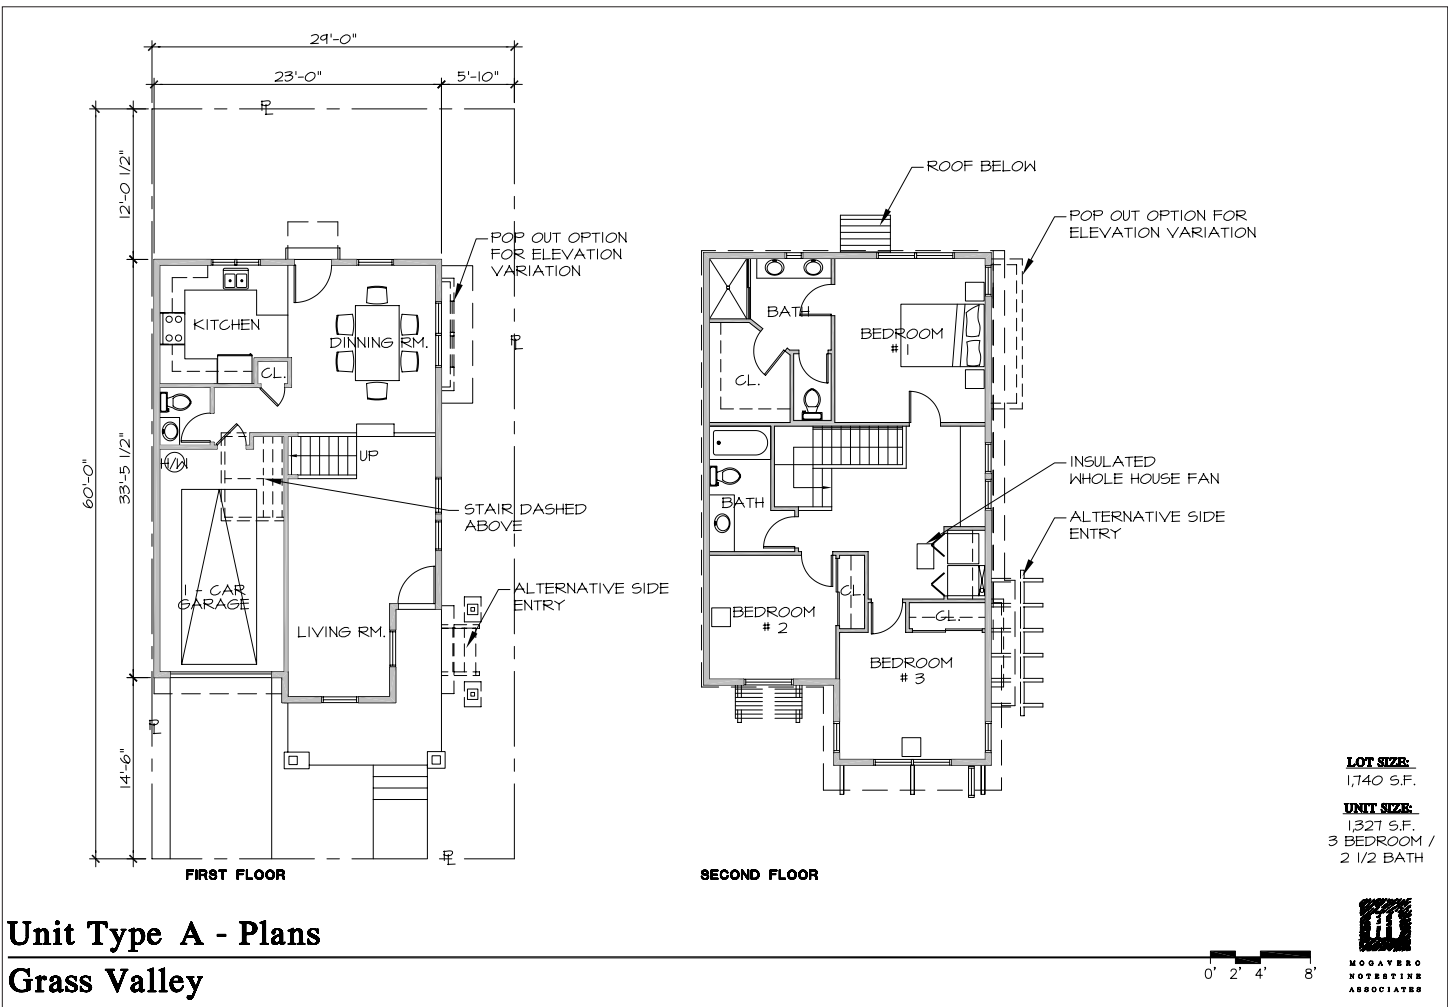 29'-0"
23'-0"
5'-10"
PL
12'-0 1/2"
33'-5 1/2"
60'-0"
14'-6"
POP OUT OPTION
FOR ELEVATION
VARIATION
KITCHEN
DINNING RM.
CL.
PL
H/W
UP
STAIR DASHED
ABOVE
1 - CAR
GARAGE
LIVING RM.
ALTERNATIVE SIDE
ENTRY
PL
PL
FIRST FLOOR
ROOF BELOW
POP OUT OPTION FOR
ELEVATION VARIATION
BATH
BEDROOM
# 1
CL.
BATH
INSULATED
WHOLE HOUSE FAN
ALTERNATIVE SIDE
ENTRY
CL.
BEDROOM
# 2
CL.
BEDROOM
# 3
SECOND FLOOR
LOT SIZE:
1,740 S.F.
UNIT SIZE:
1,327 S.F.
3 BEDROOM /
2 1/2 BATH
Unit Type A - Plans
Grass Valley
0' 2' 4' 8'
MOGAVERO
NOTESTINE
ASSOCIATES